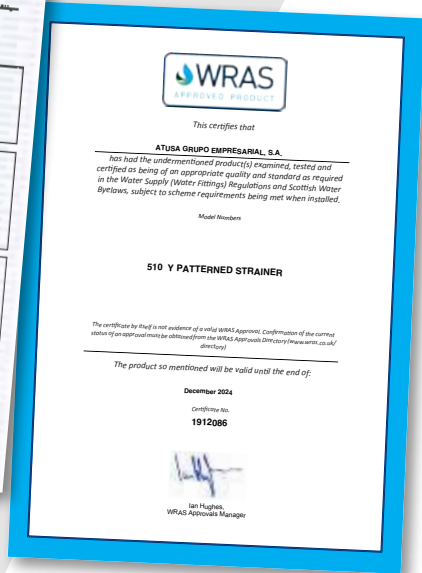 WRAS
APPROVED PRODUCT
This certifies that
ATUSA GRUPO EMPRESARIAL, S.A.
has had the undermentioned product(s) examined, tested and
certified as being of an appropriate quality and standard as required
in the Water Supply (Water Fittings) Regulations and Scottish Water
Byelaws, subject to scheme requirements being met when installed.
Model Numbers
510 Y PATTERNED STRAINER
The certificate by itself is not evidence of a valid WRAS Approval. Confirmation of the current
status of an approval must be obtained from the WRAS Approvals Directory (www.wras.co.uk/
directory)
The product so mentioned will be valid until the end of:
December 2024
Certificate No.
1912086
Ian Hughes,
WRAS Approvals Manager